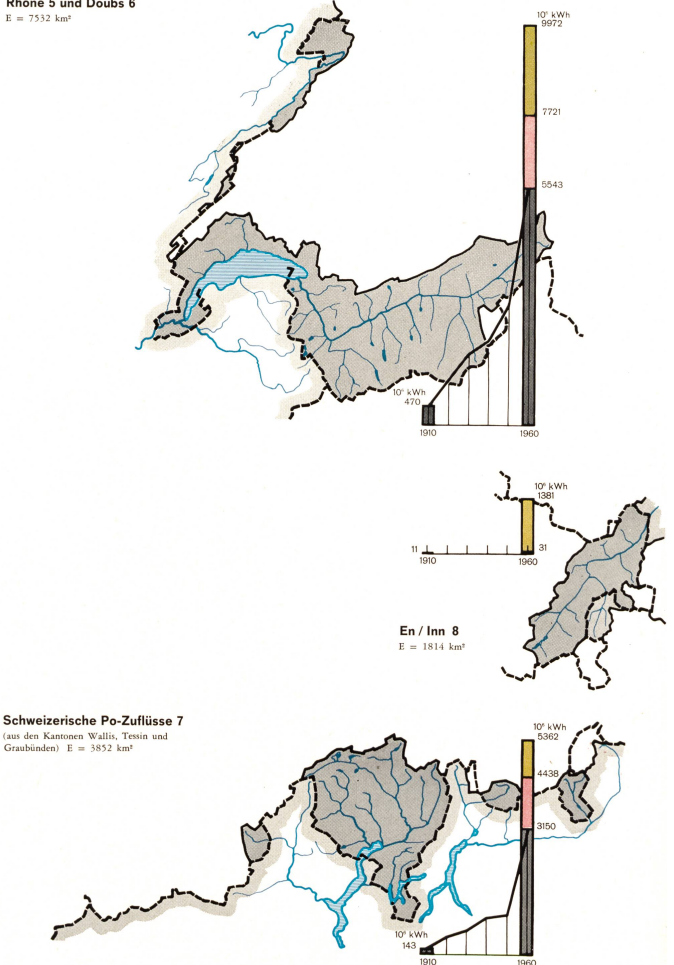 Rhone 5 und Doubs 6
E = 7532 km²
10⁶ kWh
9972
7721
5543
7
10⁶ kWh
470
1910
1960
10⁶ kWh
1381
11
31
1910
1960
En / Inn 8
E = 1814 km²
Schweizerische Po-Zuflüsse 7
(aus den Kantonen Wallis, Tessin und
Graubünden) E = 3852 km²
10⁶ kWh
5362
4438
3150
10⁶ kWh
143
1910
1960